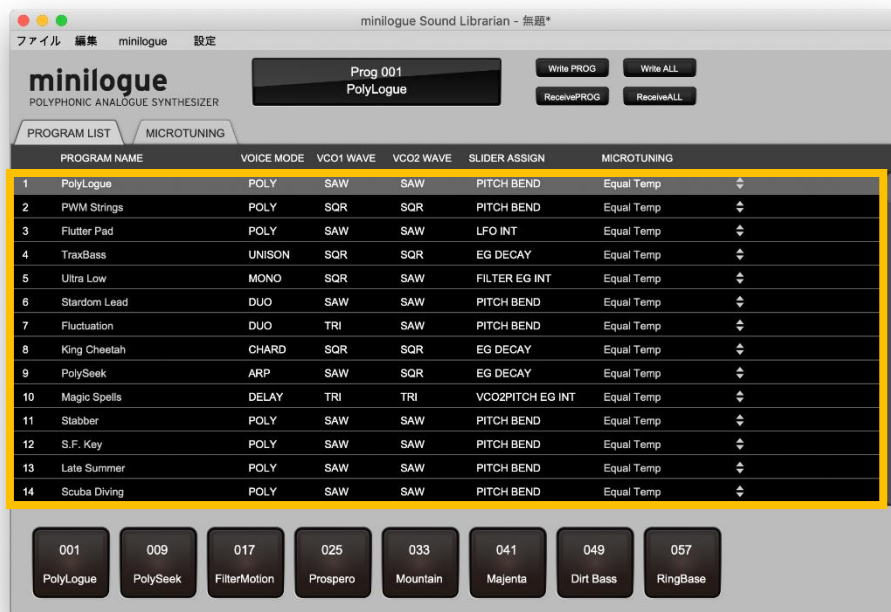 minilogue Sound Librarian - 無題*
ファイル 編集 minilogue 設定
minilogue
POLYPHONIC ANALOGUE SYNTHESIZER
Prog 001
PolyLogue
Write PROG Write ALL
ReceivePROG ReceiveALL
PROGRAM LIST MICROTUNING
PROGRAM NAME VOICE MODE VCO1 WAVE VCO2 WAVE SLIDER ASSIGN MICROTUNING
1 PolyLogue POLY SAW SAW PITCH BEND Equal Temp
2 PWM Strings POLY SQR SQR PITCH BEND Equal Temp
3 Flutter Pad POLY SAW SAW LFO INT Equal Temp
4 TraxBass UNISON SQR SQR EG DECAY Equal Temp
5 Ultra Low MONO SQR SAW FILTER EG INT Equal Temp
6 Stardom Lead DUO SAW SAW PITCH BEND Equal Temp
7 Fluctuation DUO TRI SAW PITCH BEND Equal Temp
8 King Cheetah CHARD SQR SQR EG DECAY Equal Temp
9 PolySeek ARP SAW SQR EG DECAY Equal Temp
10 Magic Spells DELAY TRI TRI VCO2PITCH EG INT Equal Temp
11 Stabber POLY SAW SAW PITCH BEND Equal Temp
12 S.F. Key POLY SAW SAW PITCH BEND Equal Temp
13 Late Summer POLY SAW SAW PITCH BEND Equal Temp
14 Scuba Diving POLY SAW SAW PITCH BEND Equal Temp
001 009 017 025 033 041 049 057
PolyLogue PolySeek FilterMotion Prospero Mountain Majenta Dirt Bass RingBase